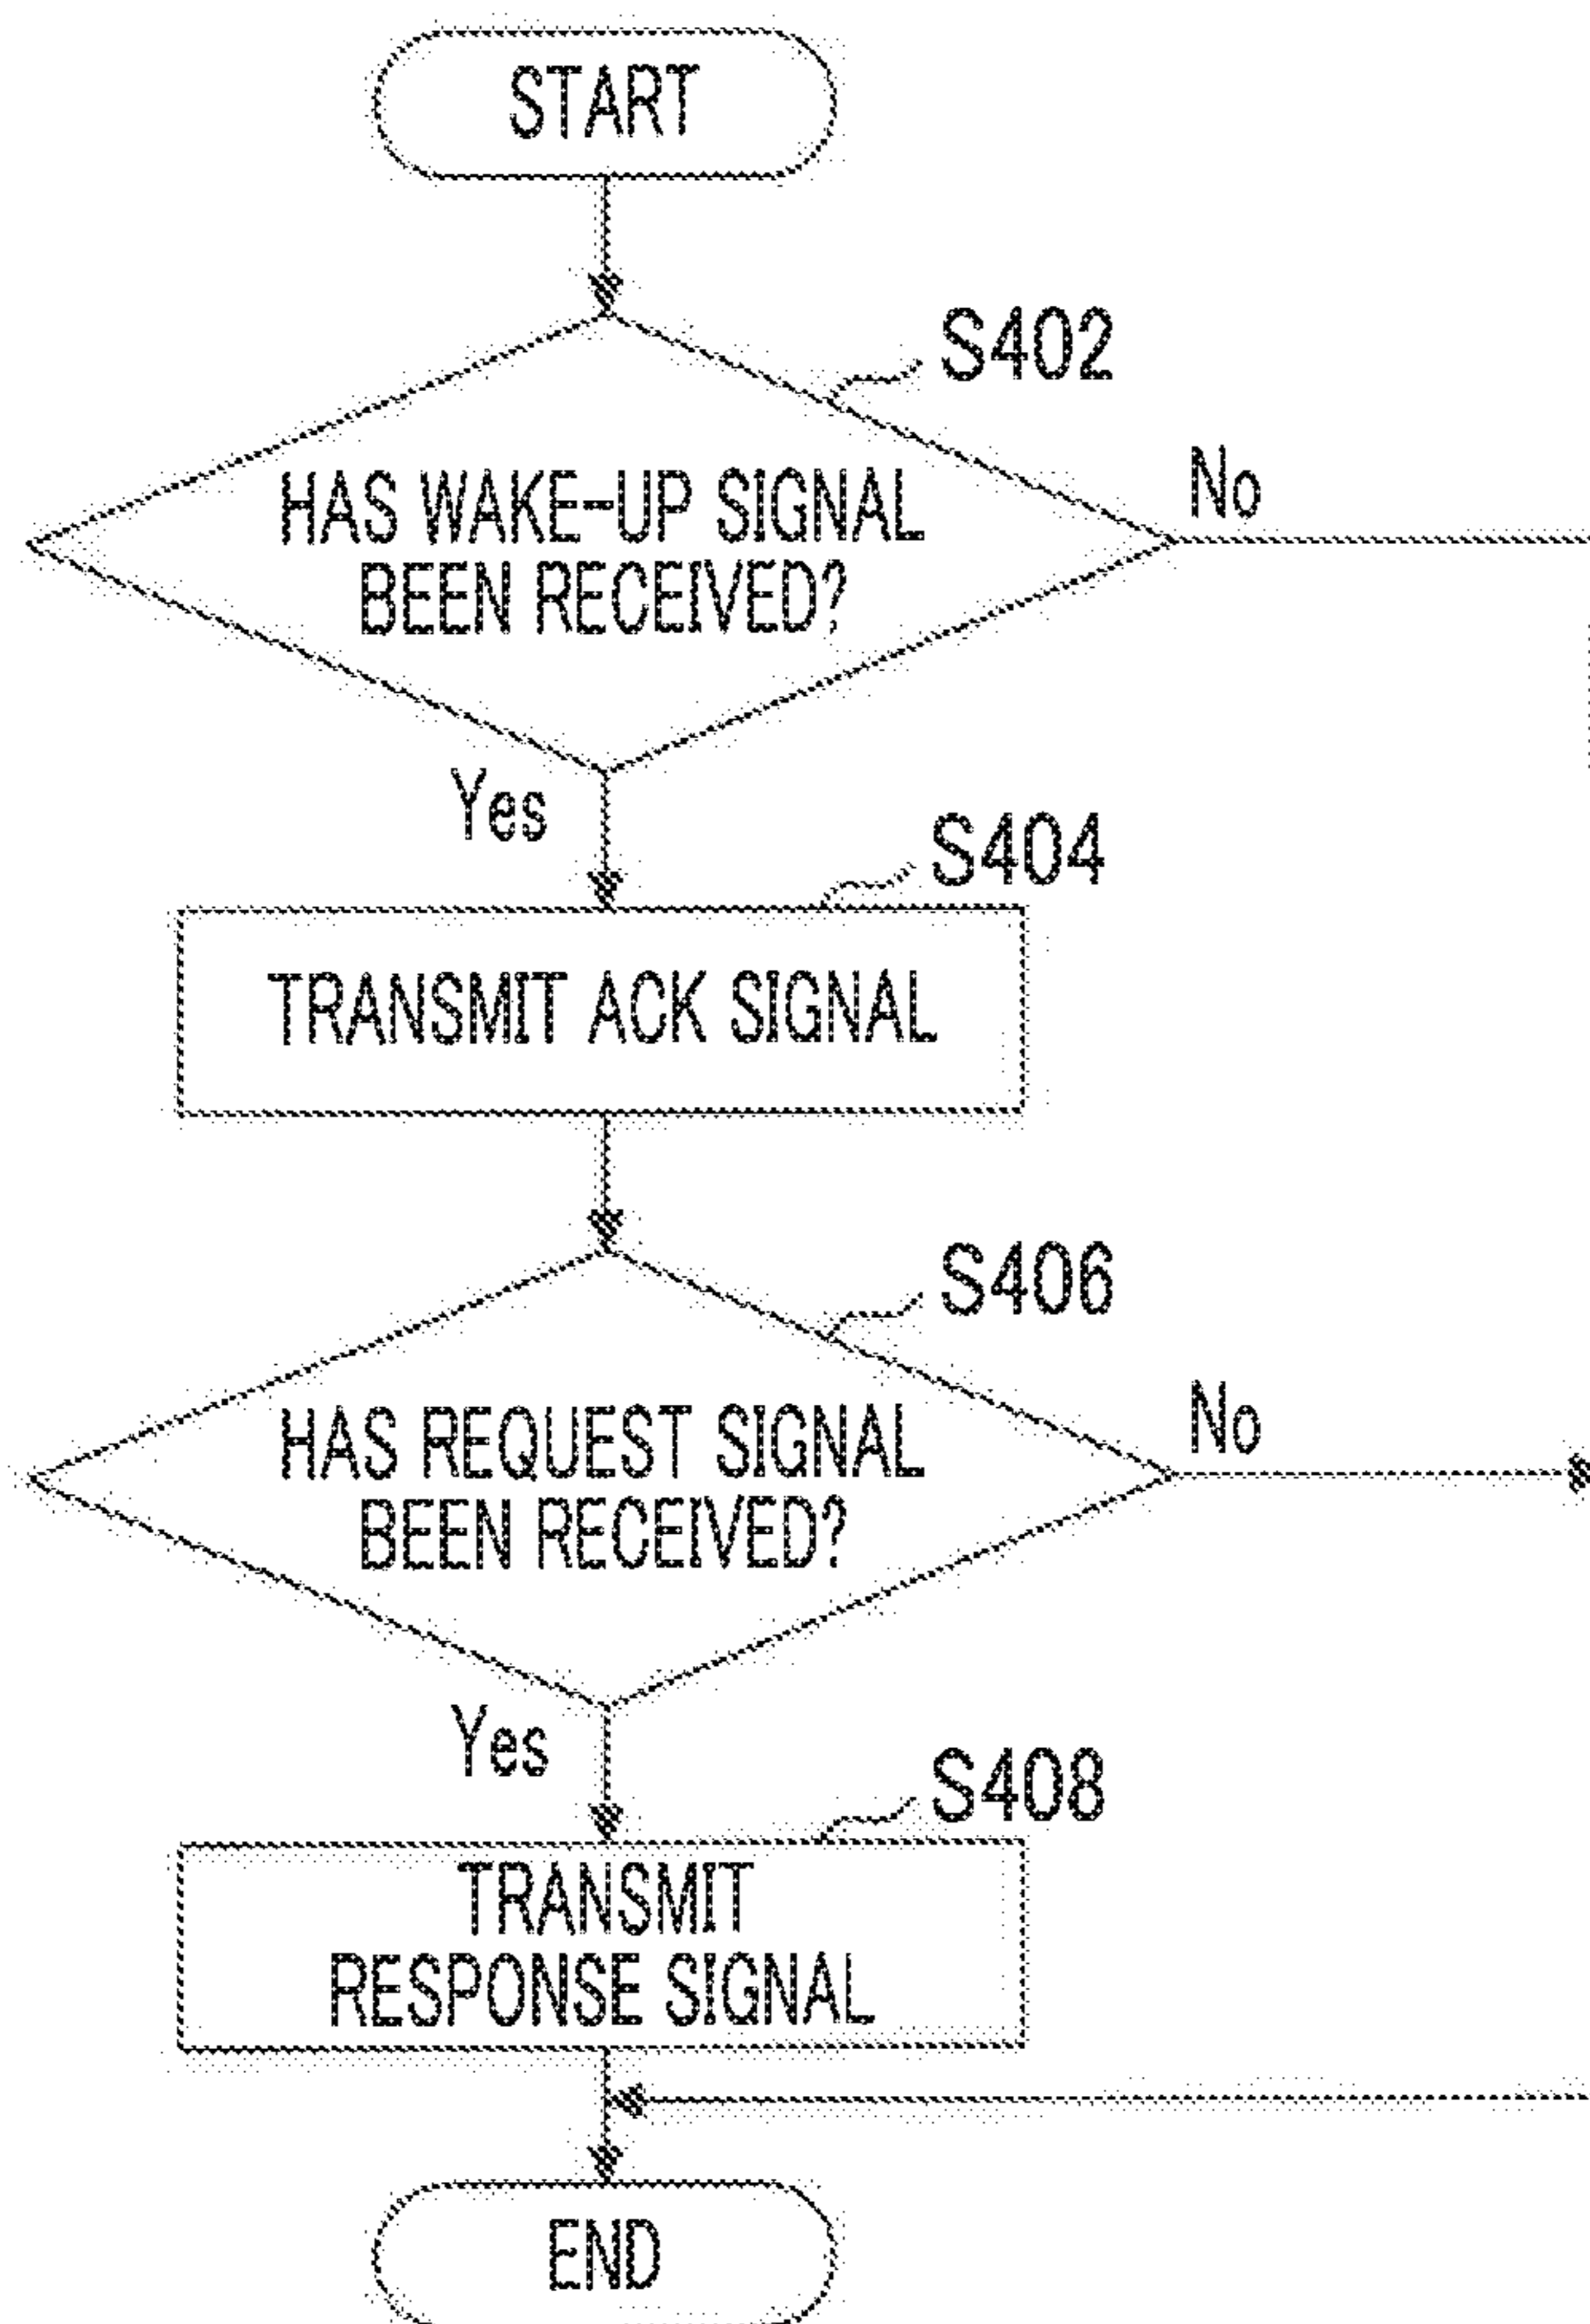 START
S402
HAS WAKE-UP SIGNAL
BEEN RECEIVED?
No
Yes
S404
TRANSMIT ACK SIGNAL
S406
HAS REQUEST SIGNAL
BEEN RECEIVED?
No
Yes
S408
TRANSMIT
RESPONSE SIGNAL
END